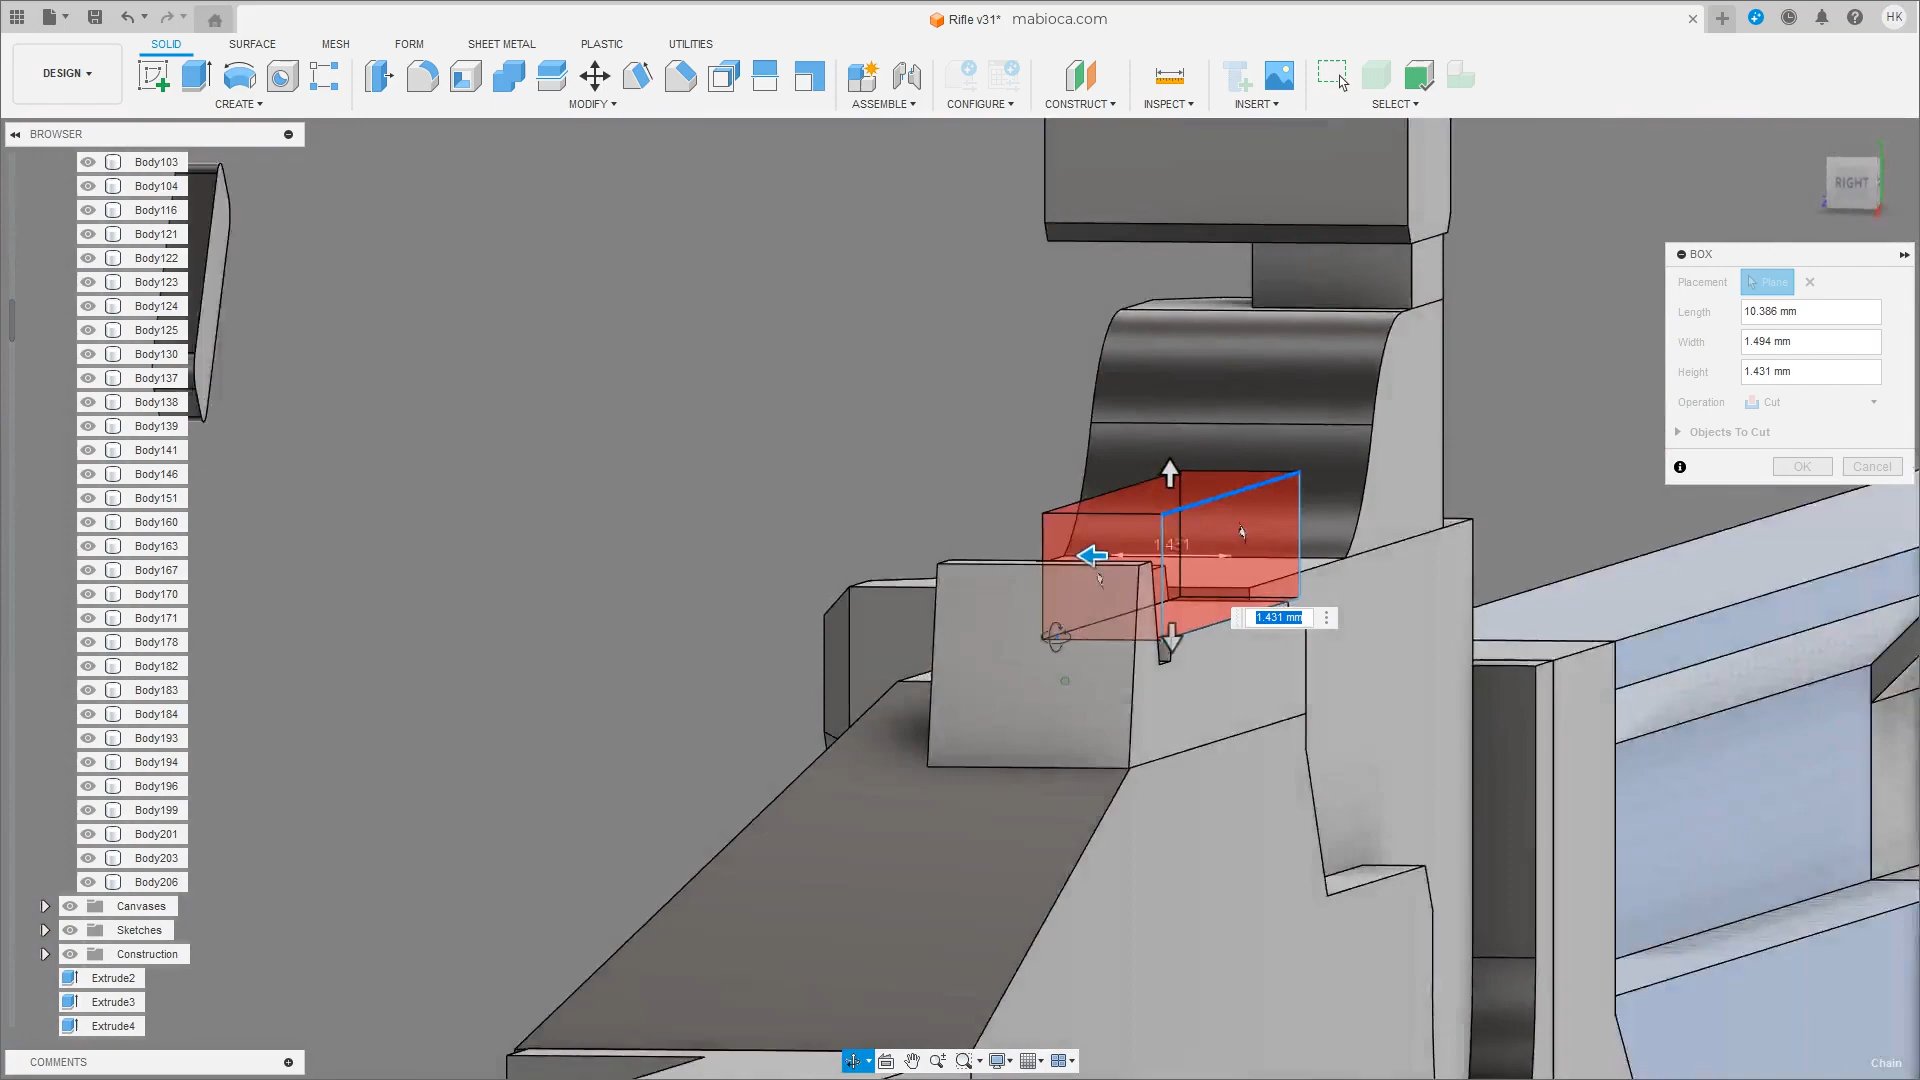 Rifle v31*
mabioca.com
HK
DESIGN
SOLID
SURFACE
MESH
FORM
SHEET METAL
PLASTIC
UTILITIES
CREATE
MODIFY
ASSEMBLE
CONFIGURE
CONSTRUCT
INSPECT
INSERT
SELECT
BROWSER
Body103
Body104
Body116
Body121
Body122
Body123
Body124
Body125
Body130
Body137
Body138
Body139
Body141
Body146
Body151
Body160
Body163
Body167
Body170
Body171
Body178
Body182
Body183
Body184
Body193
Body194
Body196
Body199
Body201
Body203
Body206
Canvases
Sketches
Construction
Extrude2
Extrude3
Extrude4
COMMENTS
RIGHT
BOX
Placement Plane
Length 10.386 mm
Width 1.494 mm
Height 1.431 mm
Operation Cut
Objects To Cut
OK Cancel
1.431
1.431 mm
Chain